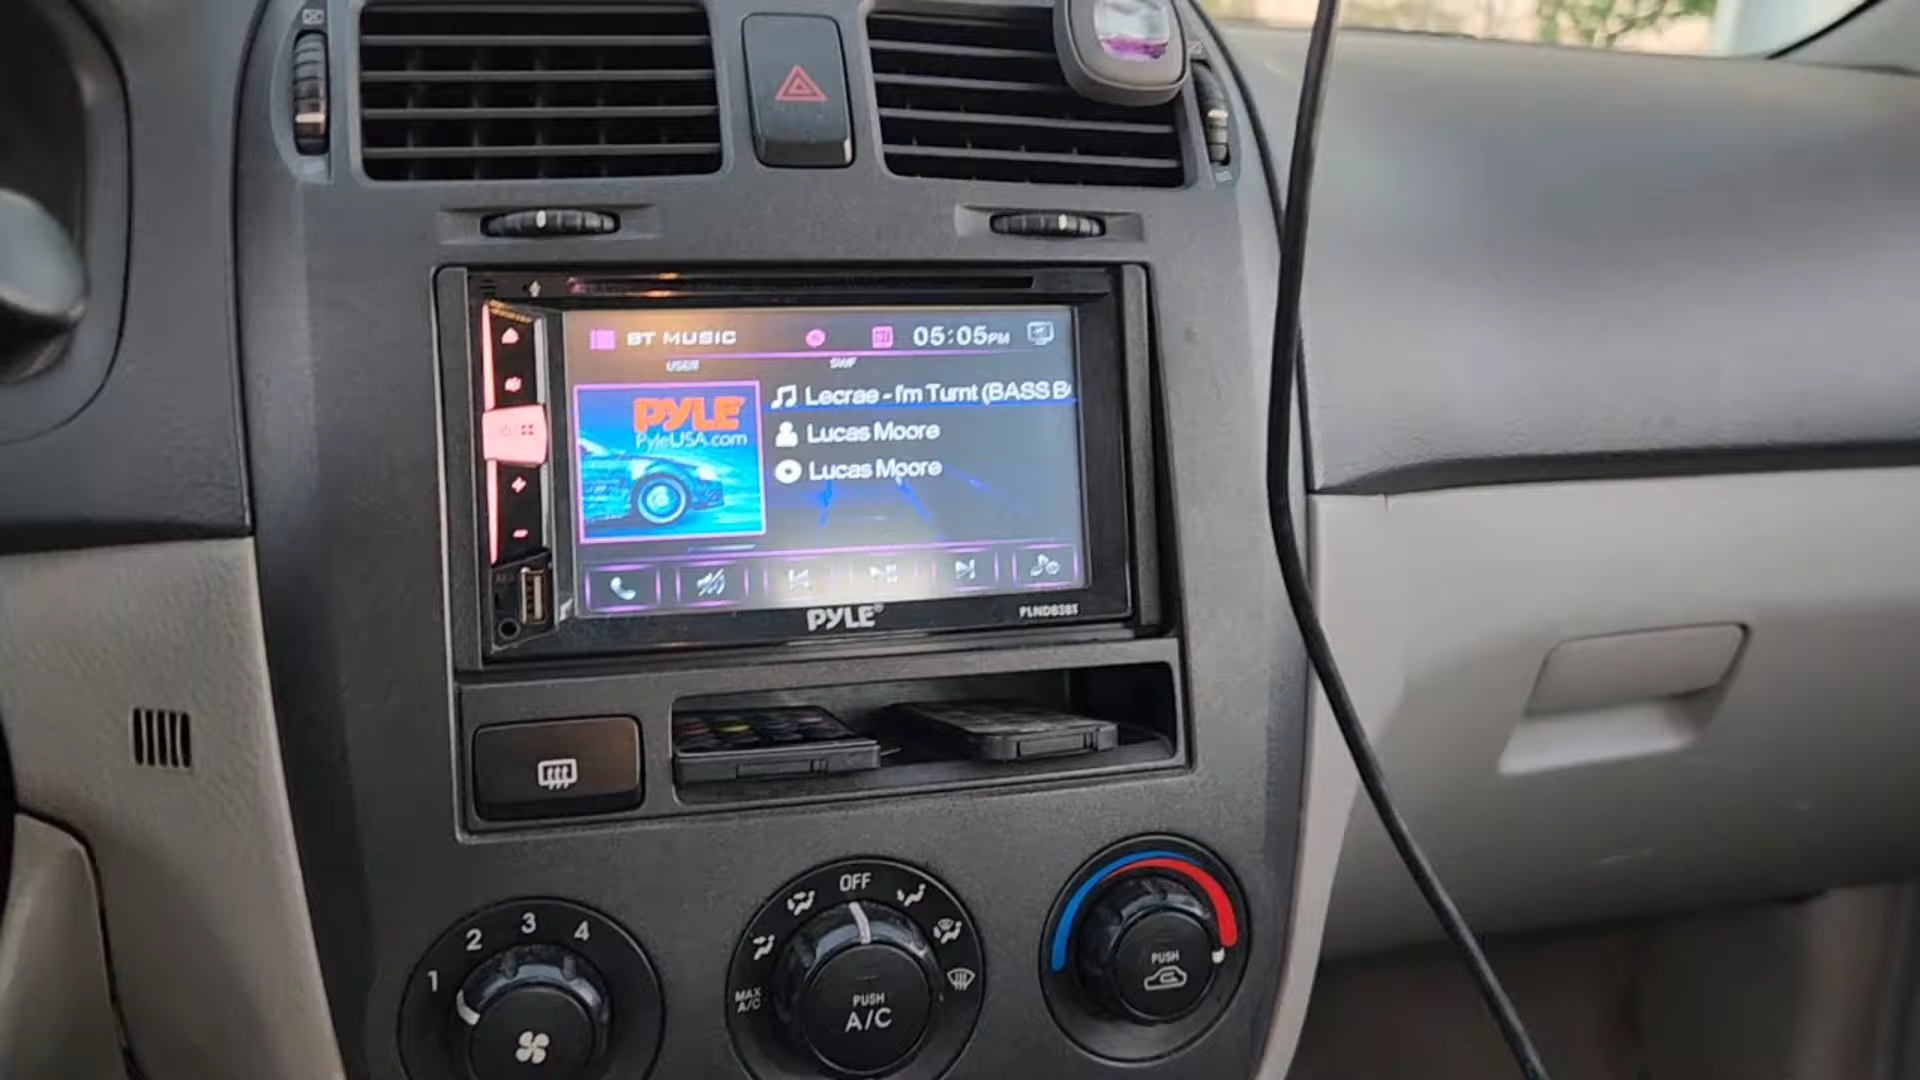 BT MUSIC
05:05PM
USER
SWF
PYLE
PyleUSA.com
Lecrae - I'm Turnt (BASS B
Lucas Moore
Lucas Moore
PYLE®
1
2
3
4
OFF
MAX
A/C
PUSH
A/C
PUSH